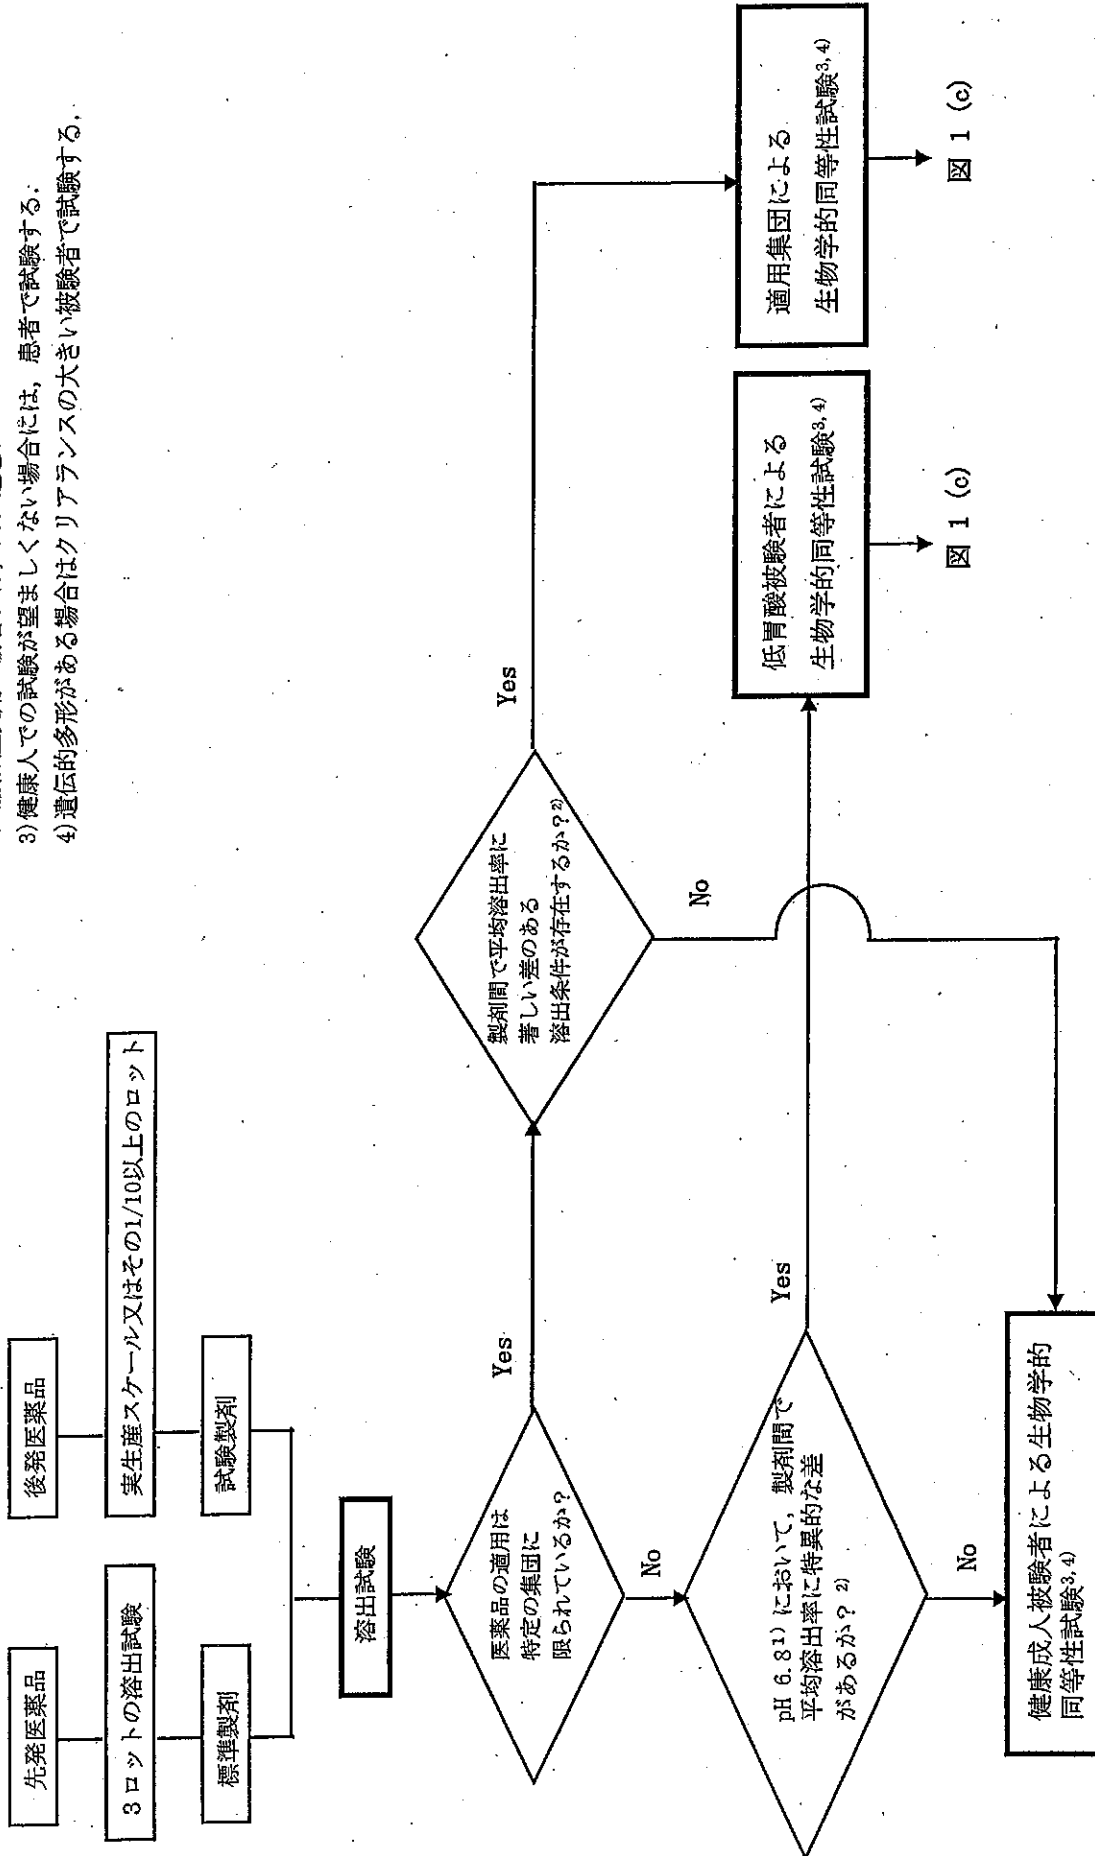 3)健康人での試験が望ましくない場合には，患者で試験する．
4)遺伝的多形がある場合はクリアランスの大きい被験者で試験する．
先発医薬品
後発医薬品
3ロットの溶出試験
実生産スケール又はその1/10以上のロット
標準製剤
試験製剤
溶出試験
医薬品の適用は
特定の集団に
限られているか?
Yes
No
製剤間で平均溶出率に
著しい差のある
溶出条件が存在するか?2)
Yes
No
pH 6.81) において，製剤間で
平均溶出率に特異的な差
があるか? 2)
Yes
No
適用集団による
生物学的同等性試験3,4)
図 1 (c)
低胃酸被験者による
生物学的同等性試験3,4)
図 1 (c)
健康成人被験者による生物学的
同等性試験3,4)